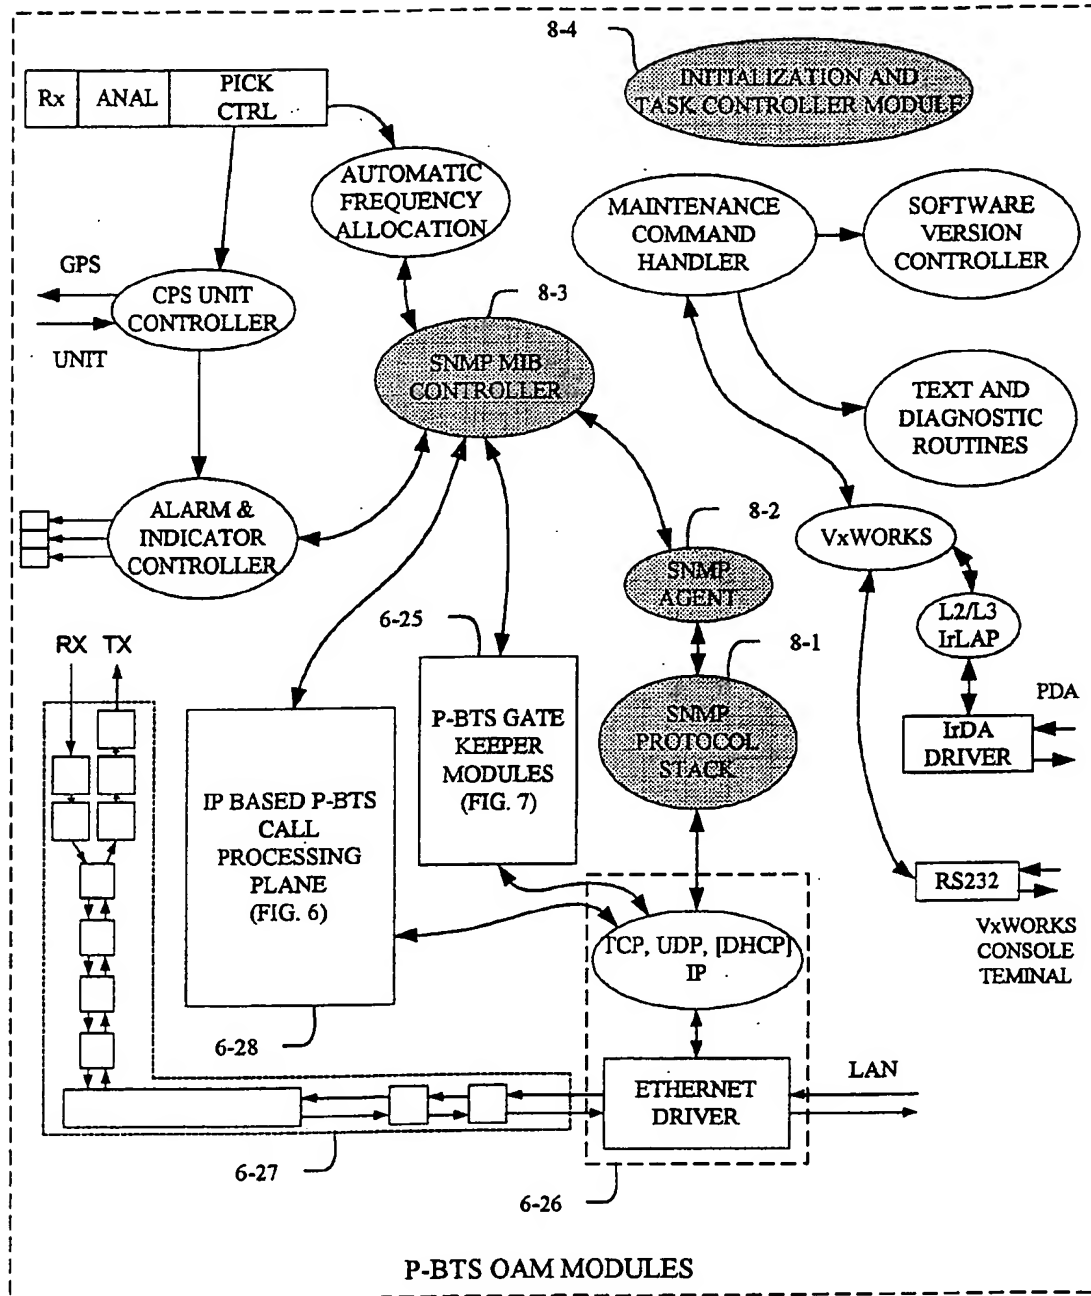 8-4
INITIALIZATION AND
TASK CONTROLLER MODULE
Rx
ANAL
PICK
CTRL
AUTOMATIC
FREQUENCY
ALLOCATION
MAINTENANCE
COMMAND
HANDLER
SOFTWARE
VERSION
CONTROLLER
GPS
CPS UNIT
CONTROLLER
UNIT
8-3
SNMP MIB
CONTROLLER
TEXT AND
DIAGNOSTIC
ROUTINES
ALARM &
INDICATOR
CONTROLLER
8-2
SNMP
AGENT
VxWORKS
L2/L3
IrLAP
6-25
8-1
RX
TX
P-BTS GATE
KEEPER
MODULES
(FIG. 7)
SNMP
PROTOCOL
STACK
PDA
IrDA
DRIVER
IP BASED P-BTS
CALL
PROCESSING
PLANE
(FIG. 6)
RS232
VxWORKS
CONSOLE
TEMINAL
TCP, UDP, [DHCP]
IP
6-28
ETHERNET
DRIVER
LAN
6-27
6-26
P-BTS OAM MODULES